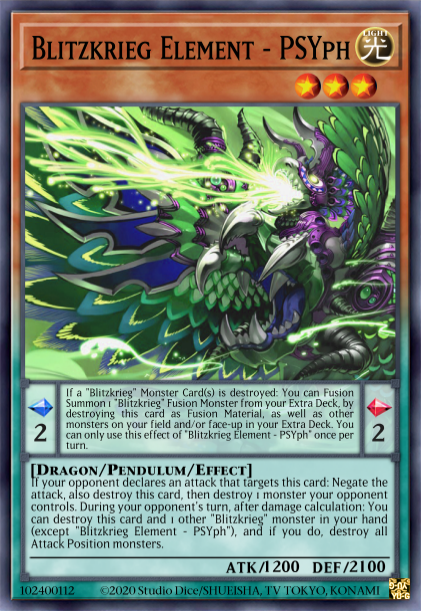 Blitzkrieg Element - PSYph
LIGHT
光
If a "Blitzkrieg" Monster Card(s) is destroyed: You can Fusion
Summon 1 "Blitzkrieg" Fusion Monster from your Extra Deck, by
destroying this card as Fusion Material, as well as other
monsters on your field and/or face-up in your Extra Deck. You
can only use this effect of "Blitzkrieg Element - PSYph" once per
turn.
2
2
[Dragon/Pendulum/Effect]
If your opponent declares an attack that targets this card: Negate the
attack, also destroy this card, then destroy 1 monster your opponent
controls. During your opponent's turn, after damage calculation: You
can destroy this card and 1 other "Blitzkrieg" monster in your hand
(except "Blitzkrieg Element - PSYph"), and if you do, destroy all
Attack Position monsters.
ATK/1200 DEF/2100
102400112 ©2020 Studio Dice/SHUEISHA, TV TOKYO, KONAMI